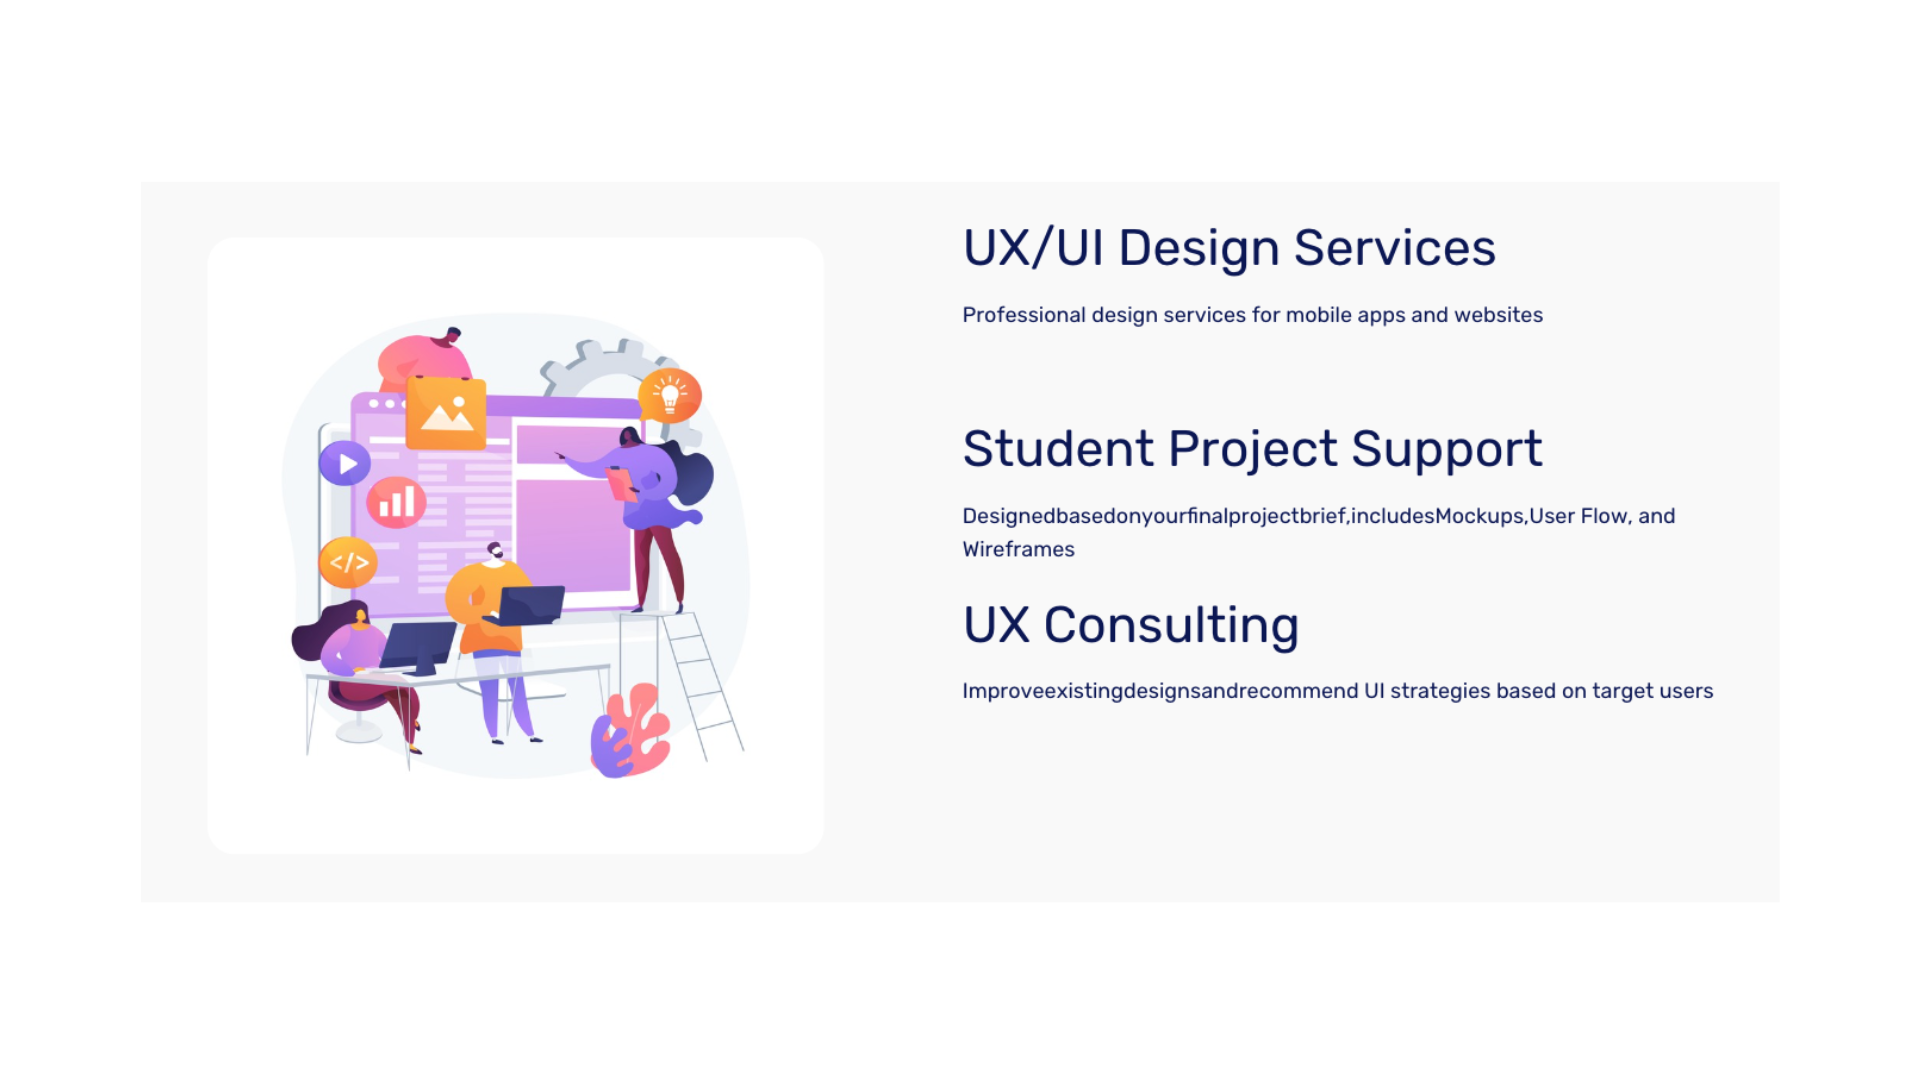 UX/UI Design Services
Professional design services for mobile apps and websites
Student Project Support
Designedbasedonyourfinalprojectbrief,includesMockups,User Flow, and
Wireframes
UX Consulting
Improveexistingdesignsandrecommend UI strategies based on target users